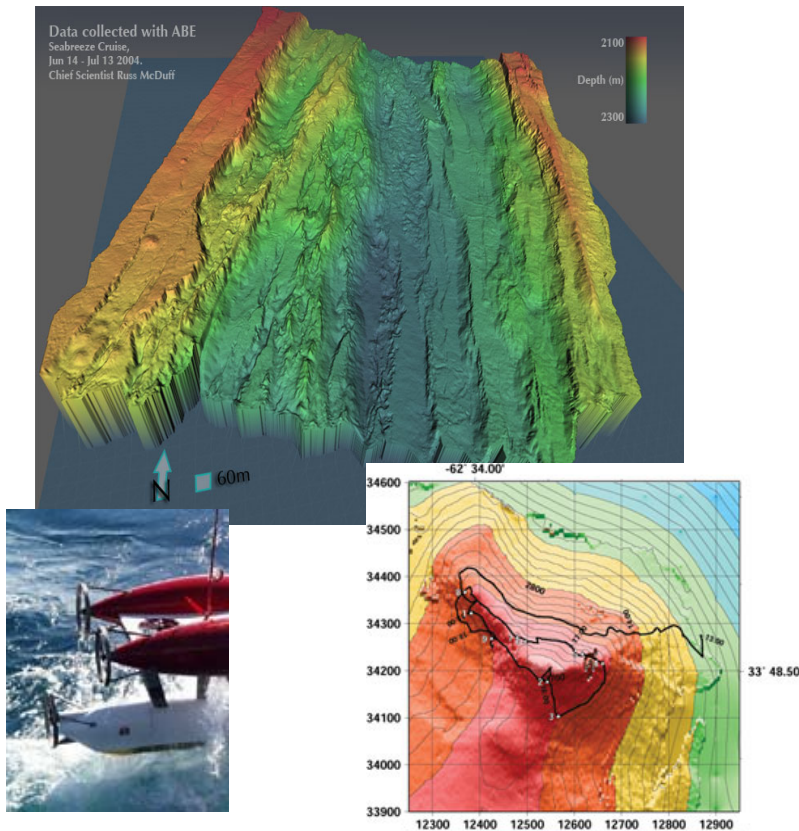 Data collected with ABE
Seabreeze Cruise,
Jun 14 - Jul 13 2004.
Chief Scientist Russ McDuff
2100
Depth (m)
2300
N
60m
-62° 34.00'
34600
34500
34400
34300
34200
34100
34000
33900
2800
33° 48.50
12300
12400
12500
12600
12700
12800
12900